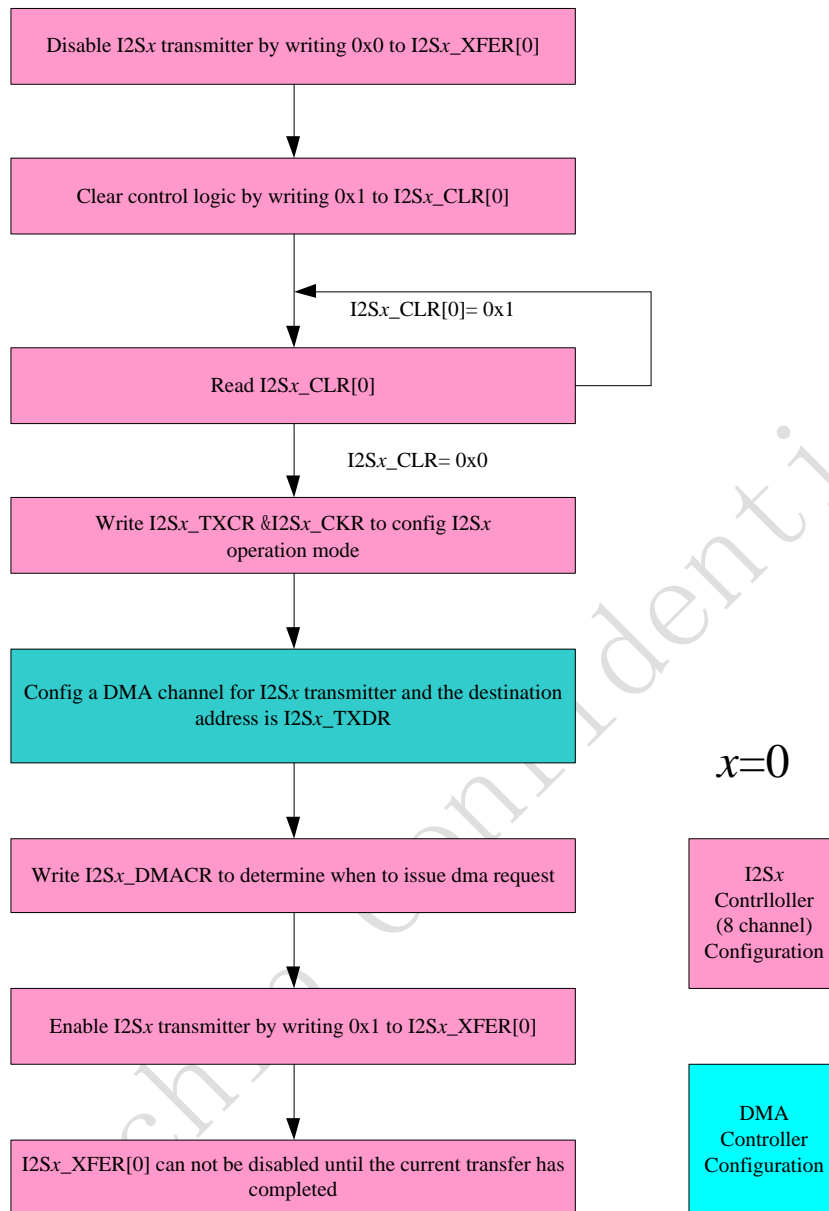 Disable I2Sx transmitter by writing 0x0 to I2Sx_XFER[0]
Clear control logic by writing 0x1 to I2Sx_CLR[0]
I2Sx_CLR[0]= 0x1
Read I2Sx_CLR[0]
I2Sx_CLR= 0x0
Write I2Sx_TXCR &I2Sx_CKR to config I2Sx
operation mode
Config a DMA channel for I2Sx transmitter and the destination
address is I2Sx_TXDR
x=0
Write I2Sx_DMACR to determine when to issue dma request
I2Sx
Contrlloller
(8 channel)
Configuration
Enable I2Sx transmitter by writing 0x1 to I2Sx_XFER[0]
DMA
Controller
Configuration
I2Sx_XFER[0] can not be disabled until the current transfer has
completed